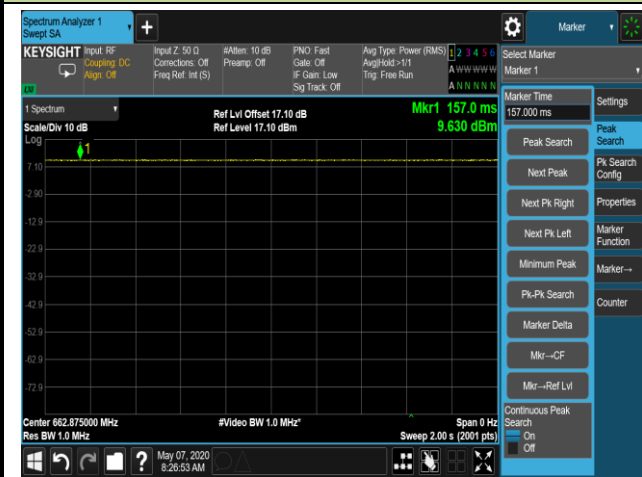 Spectrum Analyzer 1
Swept SA
Marker
KEYSIGHT
Input: RF
Coupling: DC
Align: Off
Input Z: 50 Ω
Corrections: Off
Freq Ref: Int (S)
#Atten: 10 dB
Preamp: Off
PNO: Fast
Gate: Off
IF Gain: Low
Sig Track: Off
Avg Type: Power (RMS)
Avg|Hold:>1/1
Trig: Free Run
1 2 3 4 5 6
A W W W W W
A N N N N N
LXI
Select Marker
Marker 1
1 Spectrum
Scale/Div 10 dB
Log
Ref Lvl Offset 17.10 dB
Ref Level 17.10 dBm
Mkr1 157.0 ms
9.630 dBm
1
7.10
-2.90
-12.9
-22.9
-32.9
-42.9
-52.9
-62.9
-72.9
Center 662.875000 MHz
Res BW 1.0 MHz
#Video BW 1.0 MHz*
Span 0 Hz
Sweep 2.00 s (2001 pts)
Marker Time
157.000 ms
Peak Search
Next Peak
Next Pk Right
Next Pk Left
Minimum Peak
Pk-Pk Search
Marker Delta
Mkr→CF
Mkr→Ref Lvl
Continuous Peak
Search
On
Off
Settings
Peak
Search
Pk Search
Config
Properties
Marker
Function
Marker→
Counter
?
May 07, 2020
8:26:53 AM